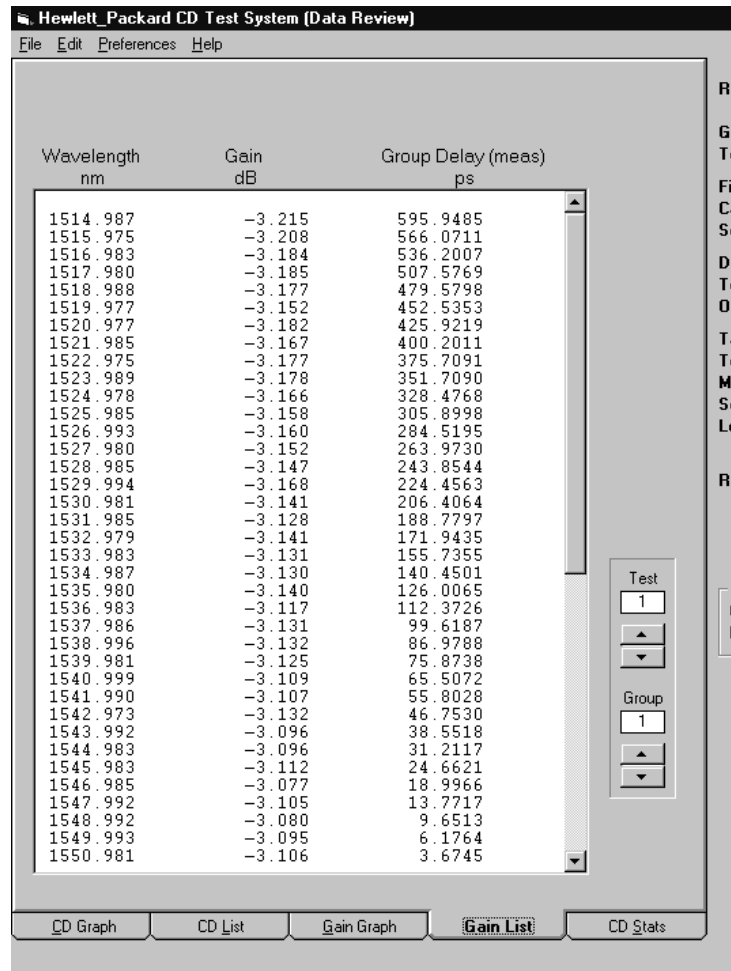 Hewlett_Packard CD Test System (Data Review)
File Edit Preferences Help
Wavelength Gain Group Delay (meas)
nm dB ps
1514.987 -3.215 595.9485
1515.975 -3.208 566.0711
1516.983 -3.184 536.2007
1517.980 -3.185 507.5769
1518.988 -3.177 479.5798
1519.977 -3.152 452.5353
1520.977 -3.182 425.9219
1521.985 -3.167 400.2011
1522.975 -3.177 375.7091
1523.989 -3.178 351.7090
1524.978 -3.166 328.4768
1525.985 -3.158 305.8998
1526.993 -3.160 284.5195
1527.980 -3.152 263.9730
1528.985 -3.147 243.8544
1529.994 -3.168 224.4563
1530.981 -3.141 206.4064
1531.985 -3.128 188.7797
1532.979 -3.141 171.9435
1533.983 -3.131 155.7355
1534.987 -3.130 140.4501
1535.980 -3.140 126.0065
1536.983 -3.117 112.3726
1537.986 -3.131 99.6187
1538.996 -3.132 86.9788
1539.981 -3.125 75.8738
1540.999 -3.109 65.5072
1541.990 -3.107 55.8028
1542.973 -3.132 46.7530
1543.992 -3.096 38.5518
1544.983 -3.096 31.2117
1545.983 -3.112 24.6621
1546.985 -3.077 18.9966
1547.992 -3.105 13.7717
1548.992 -3.080 9.6513
1549.993 -3.095 6.1764
1550.981 -3.106 3.6745
Test
1
Group
1
CD Graph CD List Gain Graph Gain List CD Stats